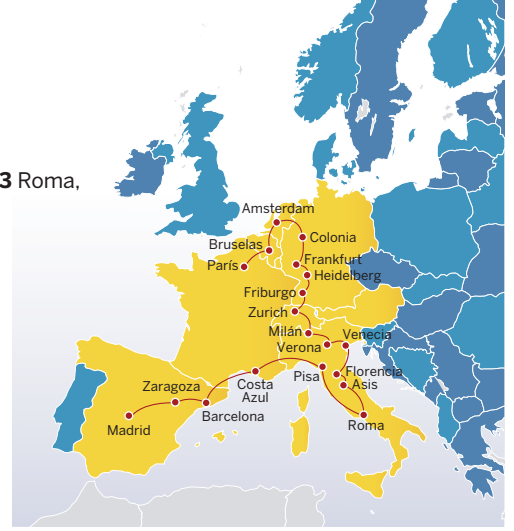 3 Roma,
Amsterdam
Bruselas
Colonia
París
Frankfurt
Heidelberg
Friburgo
Zurich
Milán
Venecia
Verona
Pisa
Florencia
Asis
Costa
Azul
Zaragoza
Barcelona
Madrid
Roma